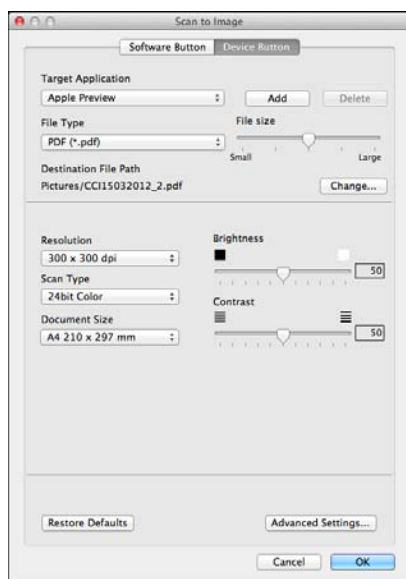 Scan to Image
Software Button Device Button
Target Application
Apple Preview Add Delete
File Type File size
PDF (*.pdf)
Small Large
Destination File Path
Pictures/CCI15032012_2.pdf Change...
Resolution Brightness
300 x 300 dpi
50
Scan Type
24bit Color
Contrast
Document Size
A4 210 x 297 mm 50
Restore Defaults Advanced Settings...
Cancel OK